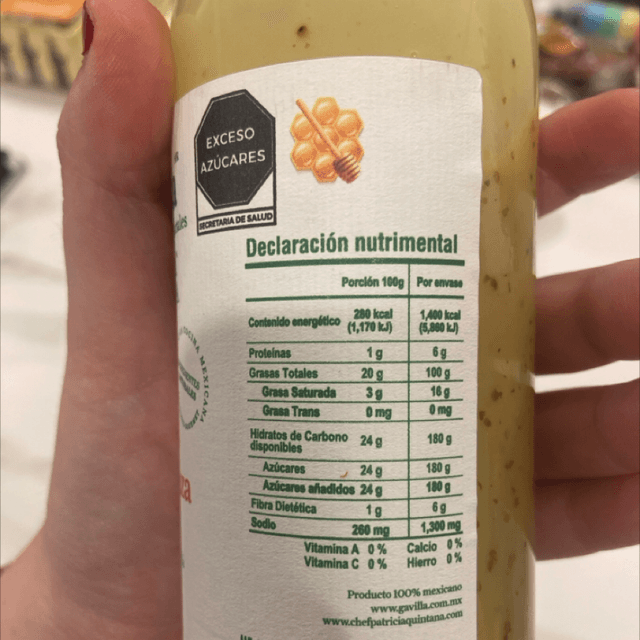 EXCESO
AZÚCARES
SECRETARIA DE SALUD
Declaración nutrimental
Porción 100g Por envase
Contenido energético 280 kcal (1,170 kJ) 1,400 kcal (5,880 kJ)
Proteínas 1 g 6 g
Grasas Totales 20 g 100 g
Grasa Saturada 3 g 16 g
Grasa Trans 0 mg 0 mg
Hidratos de Carbono disponibles 24 g 180 g
Azúcares 24 g 180 g
Azúcares añadidos 24 g 180 g
Fibra Dietética 1 g 6 g
Sodio 260 mg 1,300 mg
Vitamina A 0% Calcio 0%
Vitamina C 0% Hierro 0%
Producto 100% mexicano
www.gavilla.com.mx
www.chefpatriciaquintana.com